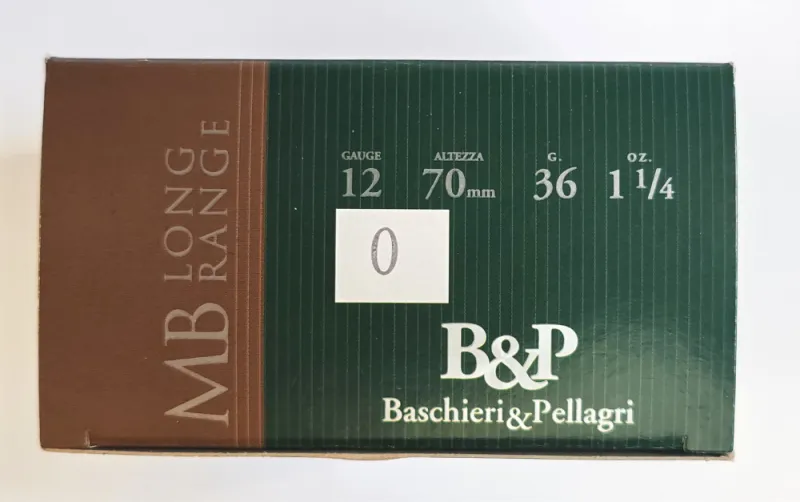 MB LONG
RANGE
GAUGE ALTEZZA G. OZ.
12 70mm 36 1 1/4
0
B&P
Baschieri&Pellagri